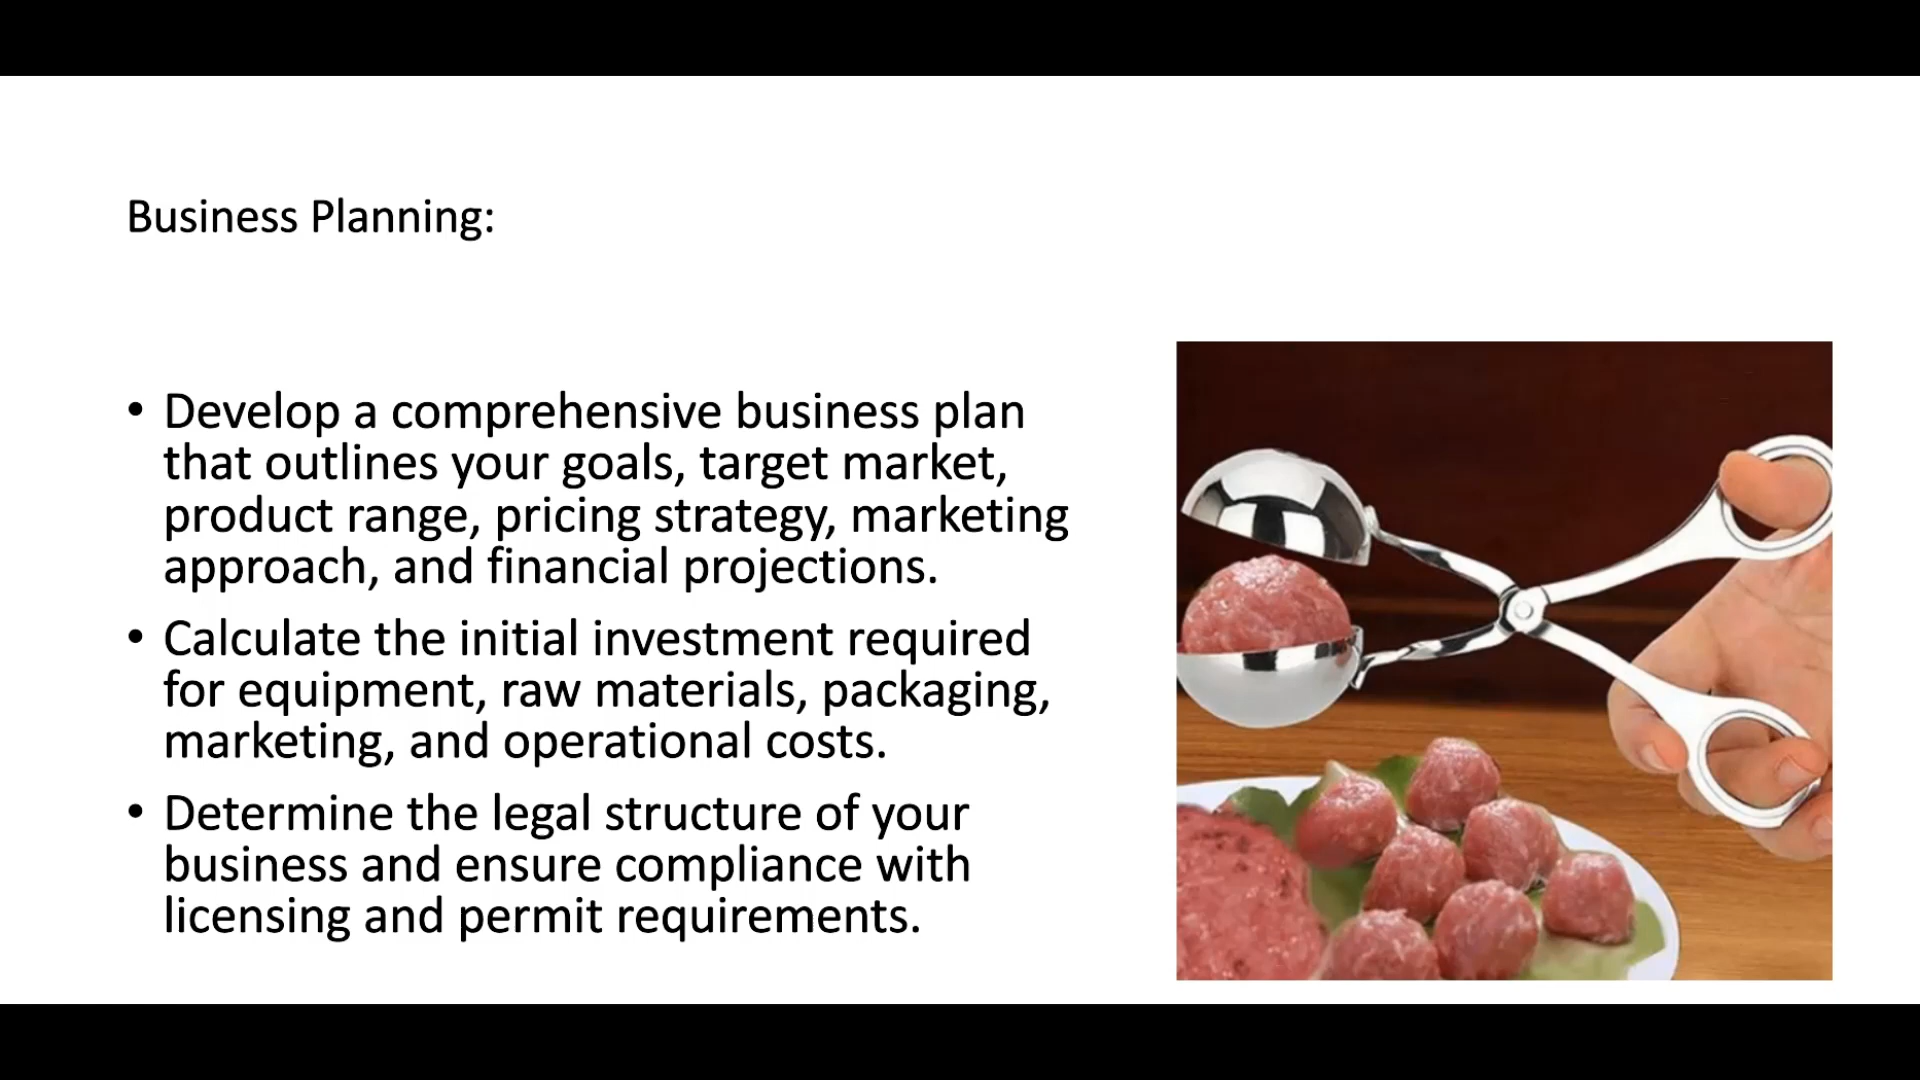 Business Planning:
• Develop a comprehensive business plan
that outlines your goals, target market,
product range, pricing strategy, marketing
approach, and financial projections.
• Calculate the initial investment required
for equipment, raw materials, packaging,
marketing, and operational costs.
• Determine the legal structure of your
business and ensure compliance with
licensing and permit requirements.